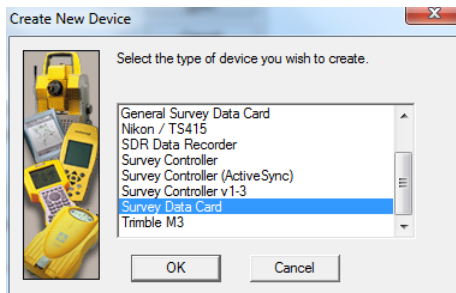 Create New Device
Select the type of device you wish to create.
General Survey Data Card
Nikon / TS415
SDR Data Recorder
Survey Controller
Survey Controller (ActiveSync)
Survey Controller v1-3
Survey Data Card
Trimble M3
OK
Cancel